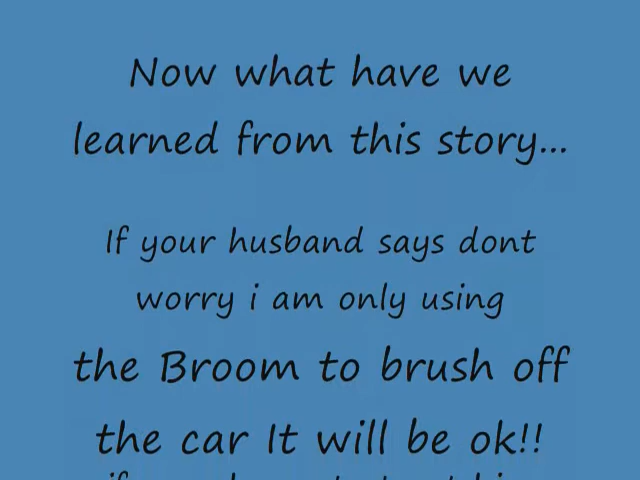 Now what have we
learned from this story...
If your husband says dont
worry i am only using
the Broom to brush off
the car It will be ok!!
if